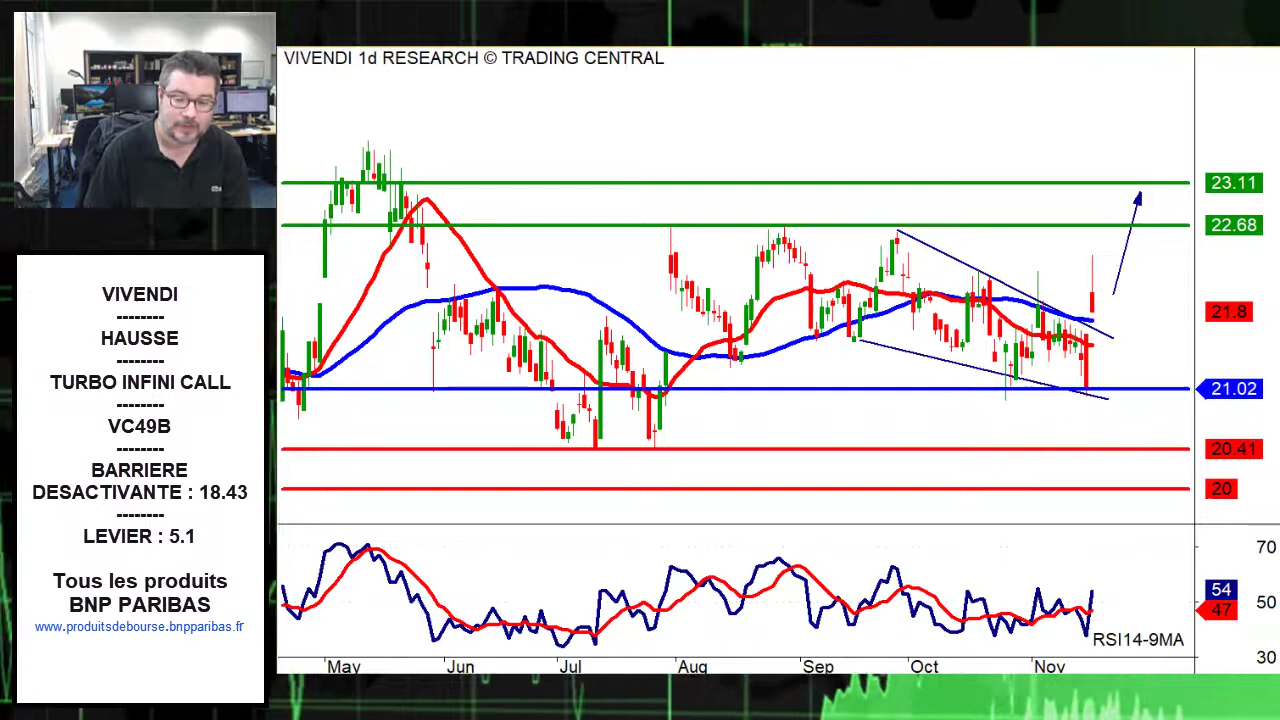 VIVENDI 1d RESEARCH © TRADING CENTRAL
23.11
22.68
21.8
21.02
20.41
20
70
54
50
47
RSI14-9MA
30
May
Jun
Jul
Aug
Sep
Oct
Nov
VIVENDI
--------
HAUSSE
--------
TURBO INFINI CALL
--------
VC49B
--------
BARRIERE
DESACTIVANTE : 18.43
--------
LEVIER : 5.1
Tous les produits
BNP PARIBAS
www.produitsdebourse.bnpparibas.fr